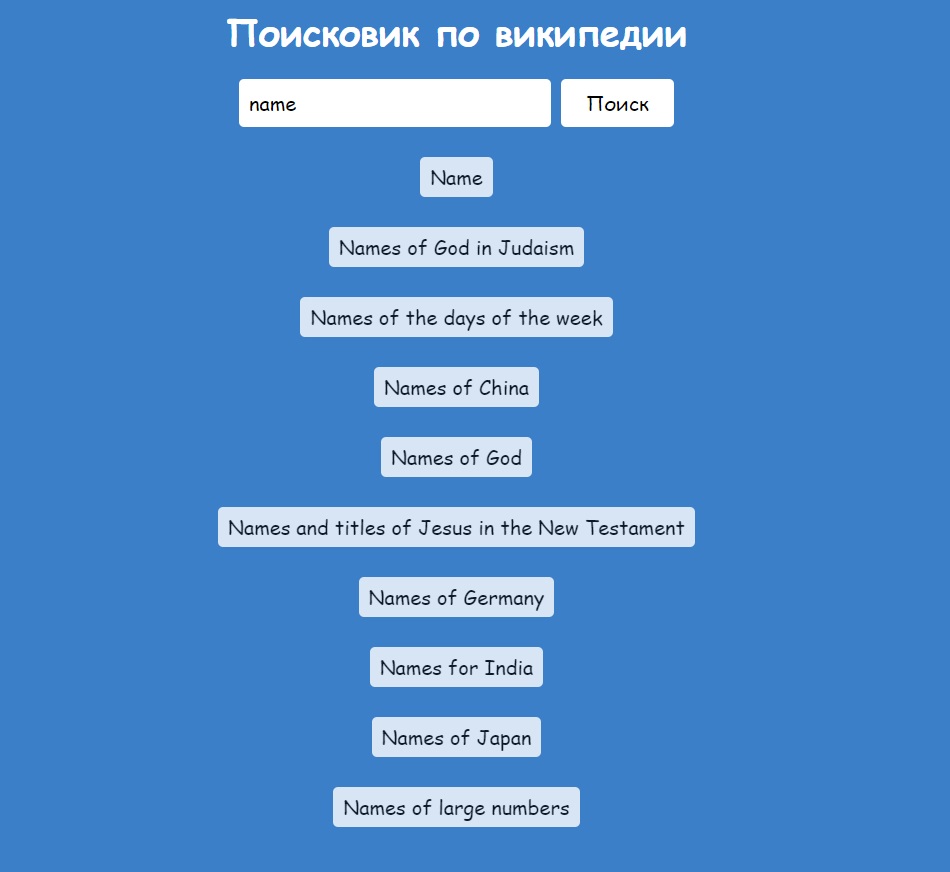 Поисковик по википедии
name
Поиск
Name
Names of God in Judaism
Names of the days of the week
Names of China
Names of God
Names and titles of Jesus in the New Testament
Names of Germany
Names for India
Names of Japan
Names of large numbers